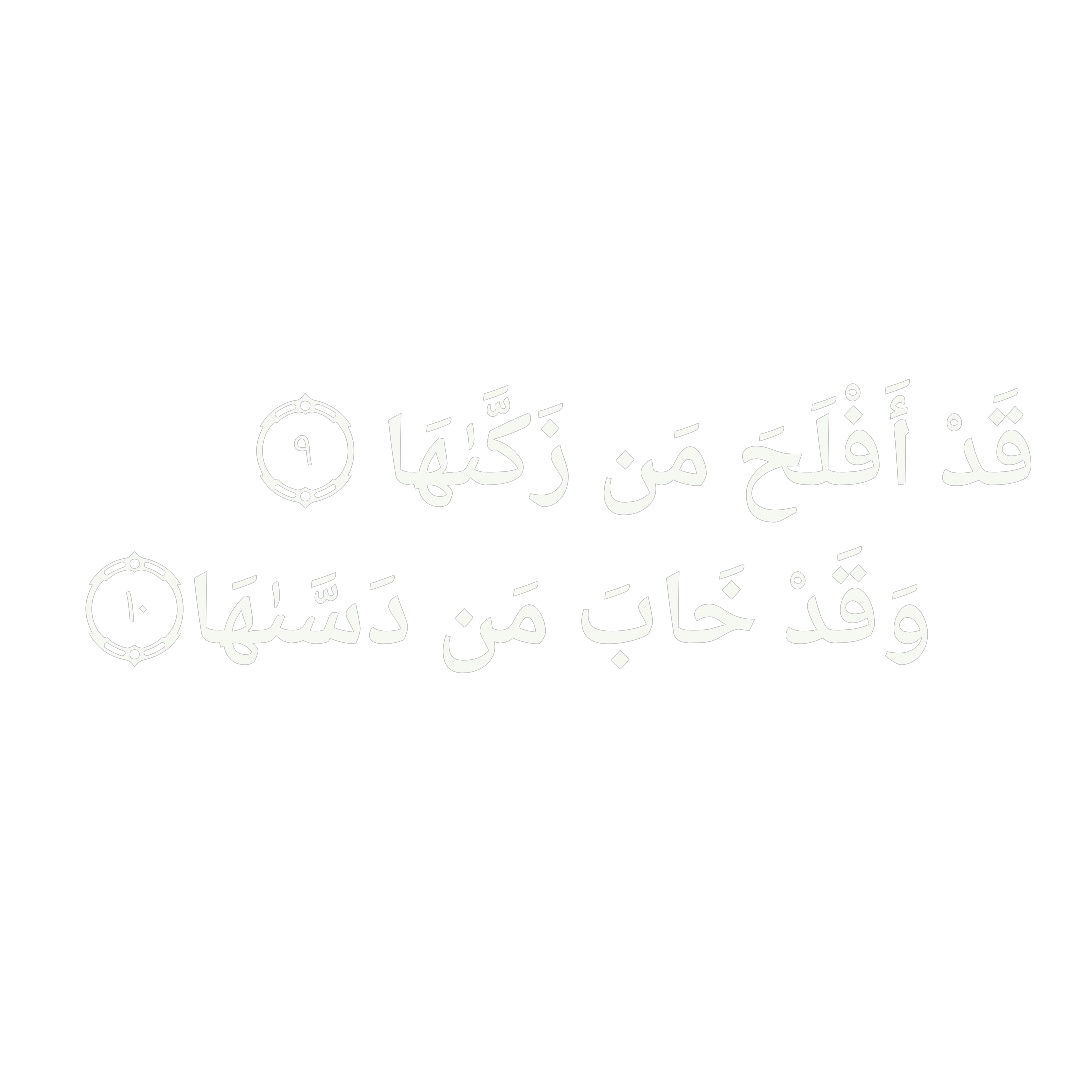 قَدْ أَفْلَحَ مَن زَكَّىٰهَا ٩
وَقَدْ خَابَ مَن دَسَّىٰهَا ١٠